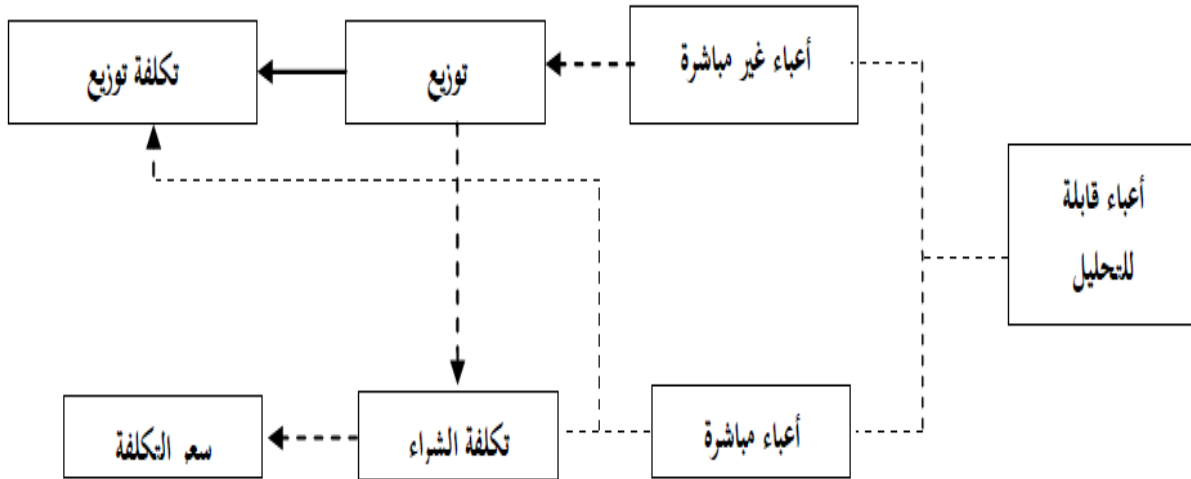 أعباء غير مباشرة
توزيع
تكلفة توزيع
أعباء قابلة
للتحليل
أعباء مباشرة
تكلفة الشراء
سعر التكلفة